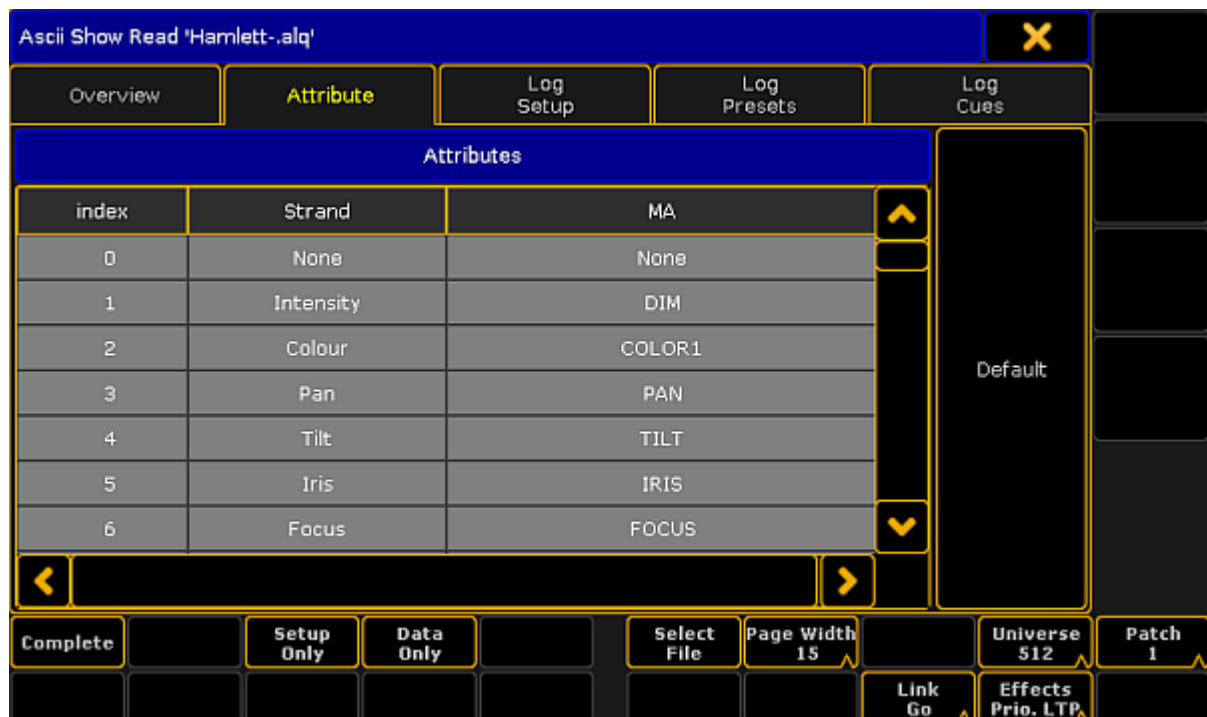 Ascii Show Read 'Hamlett-.alq'
Overview Attribute Log Setup Log Presets Log Cues
Attributes
index Strand MA
0 None None
1 Intensity DIM
2 Colour COLOR1
3 Pan PAN
4 Tilt TILT
5 Iris IRIS
6 Focus FOCUS
Default
Complete Setup Only Data Only Select File Page Width 15 Universe 512 Patch 1
Link Go Effects Prio. LTP